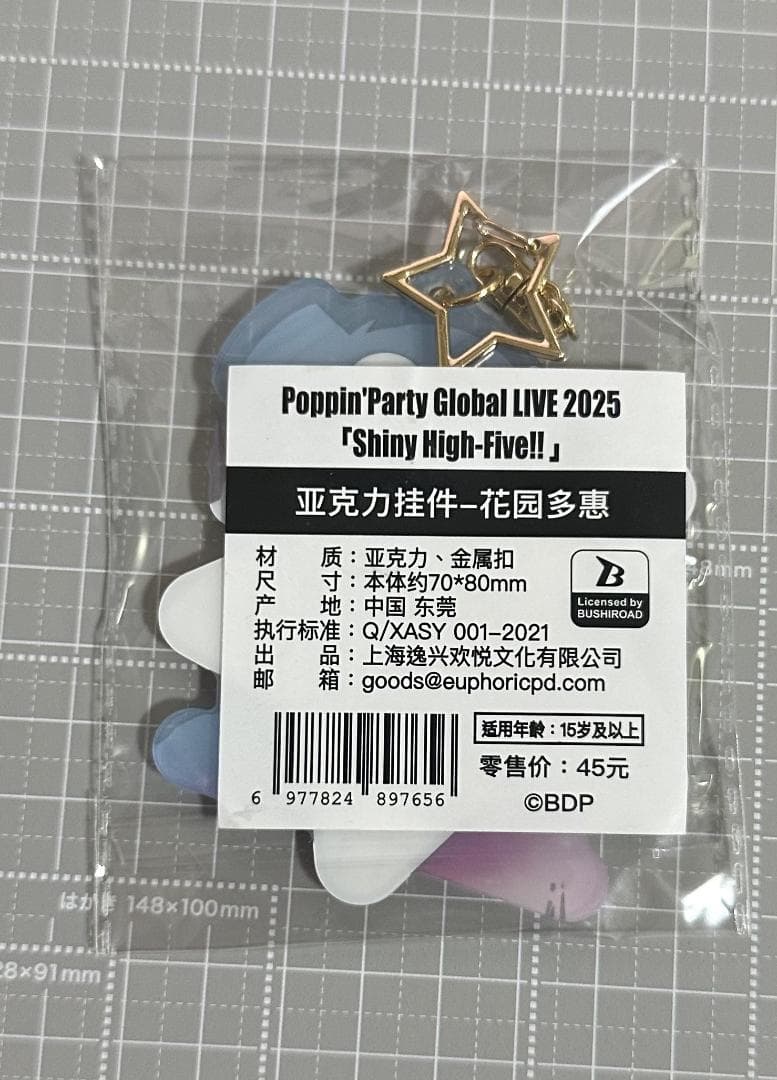 Poppin'Party Global LIVE 2025
「Shiny High-Five!! 」
亚克力挂件–花园多惠
材 质：亚克力、金属扣
尺 寸：本体约70*80mm
产 地：中国 东莞
执行标准：Q/XASY 001–2021
出 品：上海逸兴欢悦文化有限公司
邮 箱：goods@euphoricpd.com
B
Licensed by
BUSHIROAD
适用年龄：15岁及以上
零售价：45元
6 977824 897656
©BDP
はがき 148×100mm
8×91mm
48mm